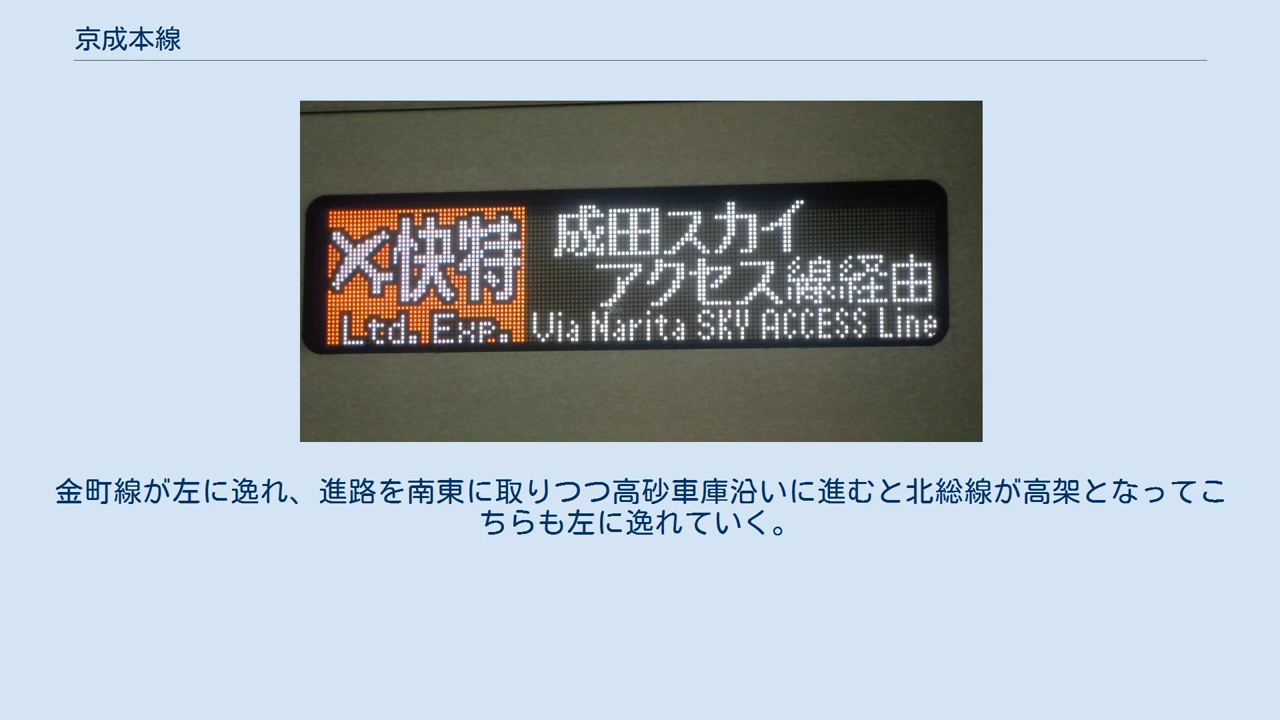 京成本線
快特
Ltd. Exp.
成田スカイ
アクセス線経由
Via Narita SKY ACCESS Line
金町線が左に逸れ、進路を南東に取りつつ高砂車庫沿いに進むと北総線が高架となってこ
ちらも左に逸れていく。